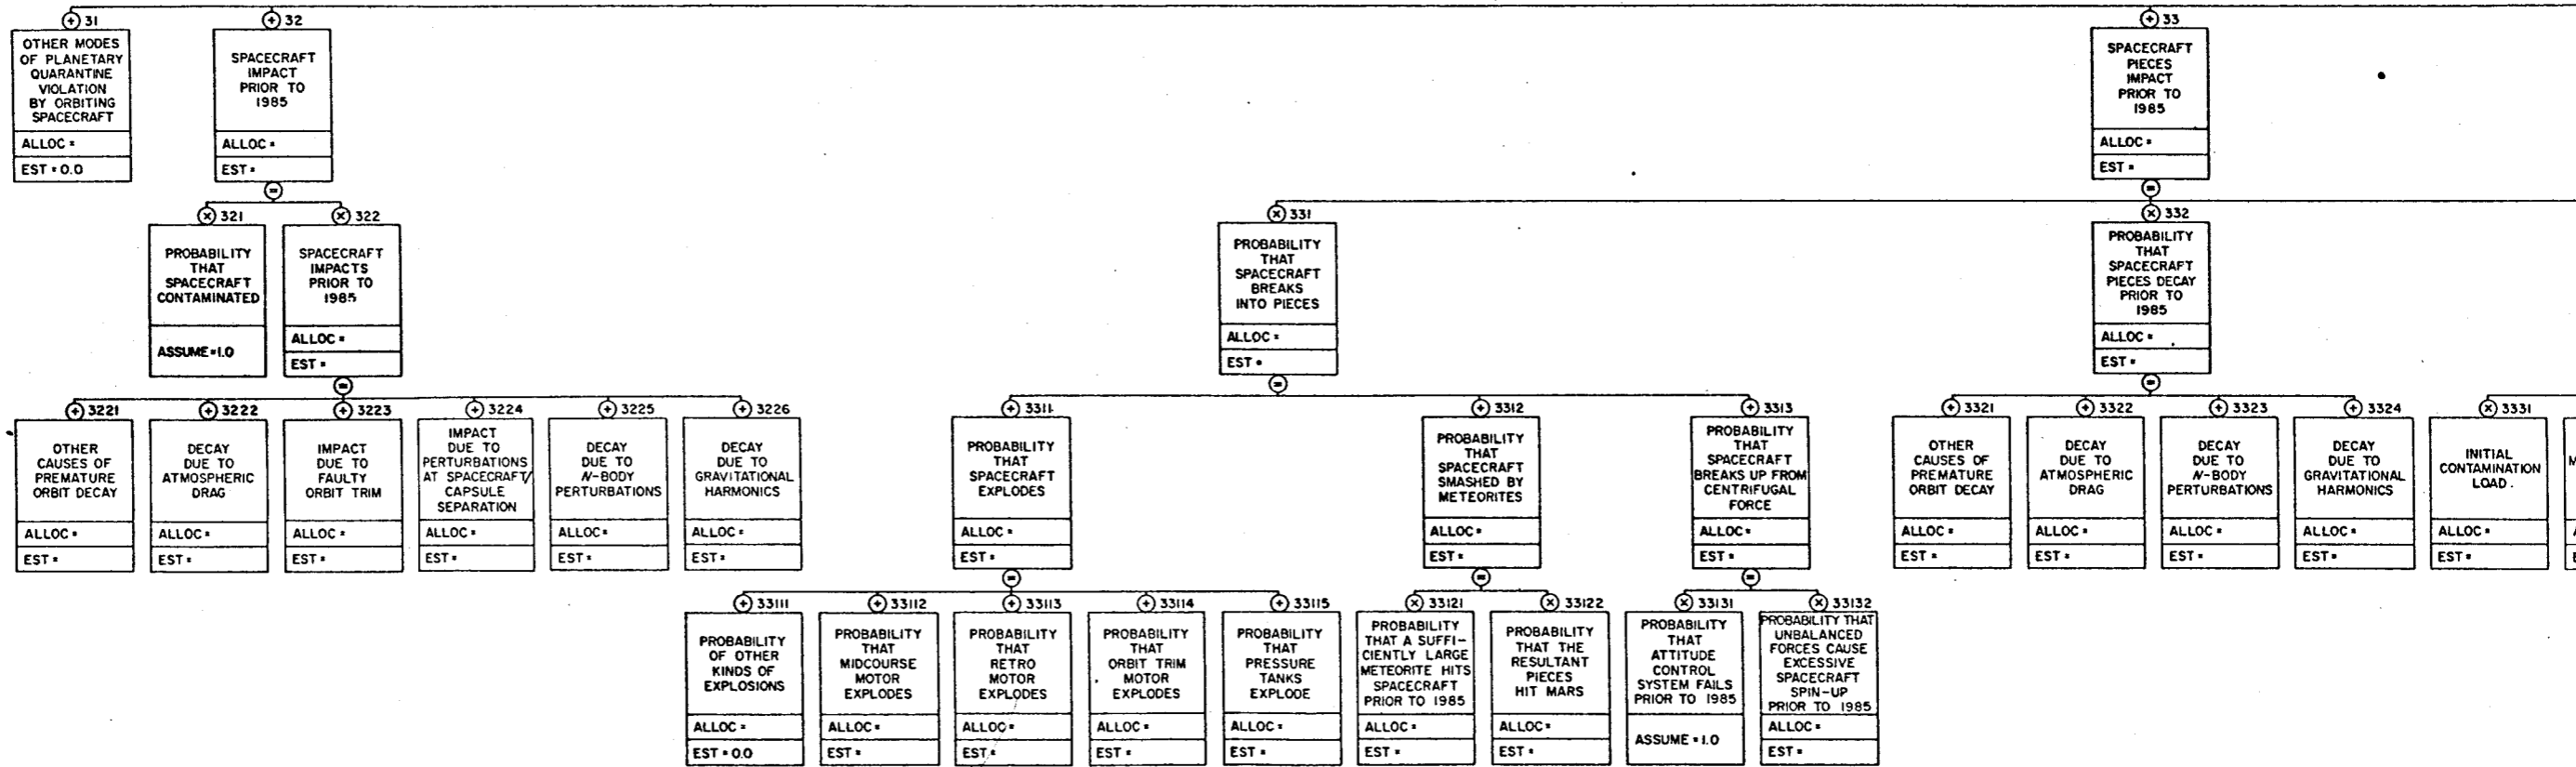 + 31
OTHER MODES
OF PLANETARY
QUARANTINE
VIOLATION
BY ORBITING
SPACECRAFT
ALLOC =
EST = 0.0
+ 32
SPACECRAFT
IMPACT
PRIOR TO
1985
ALLOC =
EST =
=
+ 33
SPACECRAFT
PIECES
IMPACT
PRIOR TO
1985
ALLOC =
EST =
=
× 321
PROBABILITY
THAT
SPACECRAFT
CONTAMINATED
ASSUME = 1.0
× 322
SPACECRAFT
IMPACTS
PRIOR TO
1985
ALLOC =
EST =
=
× 331
PROBABILITY
THAT
SPACECRAFT
BREAKS
INTO PIECES
ALLOC =
EST =
=
× 332
PROBABILITY
THAT
SPACECRAFT
PIECES DECAY
PRIOR TO
1985
ALLOC =
EST =
=
+ 3221
OTHER
CAUSES OF
PREMATURE
ORBIT DECAY
ALLOC =
EST =
+ 3222
DECAY
DUE TO
ATMOSPHERIC
DRAG
ALLOC =
EST =
+ 3223
IMPACT
DUE TO
FAULTY
ORBIT TRIM
ALLOC =
EST =
+ 3224
IMPACT
DUE TO
PERTURBATIONS
AT SPACECRAFT/
CAPSULE
SEPARATION
ALLOC =
EST =
+ 3225
DECAY
DUE TO
N-BODY
PERTURBATIONS
ALLOC =
EST =
+ 3226
DECAY
DUE TO
GRAVITATIONAL
HARMONICS
ALLOC =
EST =
+ 3311
PROBABILITY
THAT
SPACECRAFT
EXPLODES
ALLOC =
EST =
=
+ 3312
PROBABILITY
THAT
SPACECRAFT
SMASHED BY
METEORITES
ALLOC =
EST =
=
+ 3313
PROBABILITY
THAT
SPACECRAFT
BREAKS UP FROM
CENTRIFUGAL
FORCE
ALLOC =
EST =
=
+ 3321
OTHER
CAUSES OF
PREMATURE
ORBIT DECAY
ALLOC =
EST =
+ 3322
DECAY
DUE TO
ATMOSPHERIC
DRAG
ALLOC =
EST =
+ 3323
DECAY
DUE TO
N-BODY
PERTURBATIONS
ALLOC =
EST =
+ 3324
DECAY
DUE TO
GRAVITATIONAL
HARMONICS
ALLOC =
EST =
× 3331
INITIAL
CONTAMINATION
LOAD.
ALLOC =
EST =
+ 33111
PROBABILITY
OF OTHER
KINDS OF
EXPLOSIONS
ALLOC =
EST = 0.0
+ 33112
PROBABILITY
THAT
MIDCOURSE
MOTOR
EXPLODES
ALLOC =
EST =
+ 33113
PROBABILITY
THAT
RETRO
MOTOR
EXPLODES
ALLOC =
EST =
+ 33114
PROBABILITY
THAT
ORBIT TRIM
MOTOR
EXPLODES
ALLOC =
EST =
+ 33115
PROBABILITY
THAT
PRESSURE
TANKS
EXPLODE
ALLOC =
EST =
× 33121
PROBABILITY
THAT A SUFFI-
CIENTLY LARGE
METEORITE HITS
SPACECRAFT
PRIOR TO 1985
ALLOC =
EST =
× 33122
PROBABILITY
THAT THE
RESULTANT
PIECES
HIT MARS
ALLOC =
EST =
× 33131
PROBABILITY
THAT
ATTITUDE
CONTROL
SYSTEM FAILS
PRIOR TO 1985
ASSUME = 1.0
× 33132
PROBABILITY THAT
UNBALANCED
FORCES CAUSE
EXCESSIVE
SPACECRAFT
SPIN-UP
PRIOR TO 1985
ALLOC =
EST =